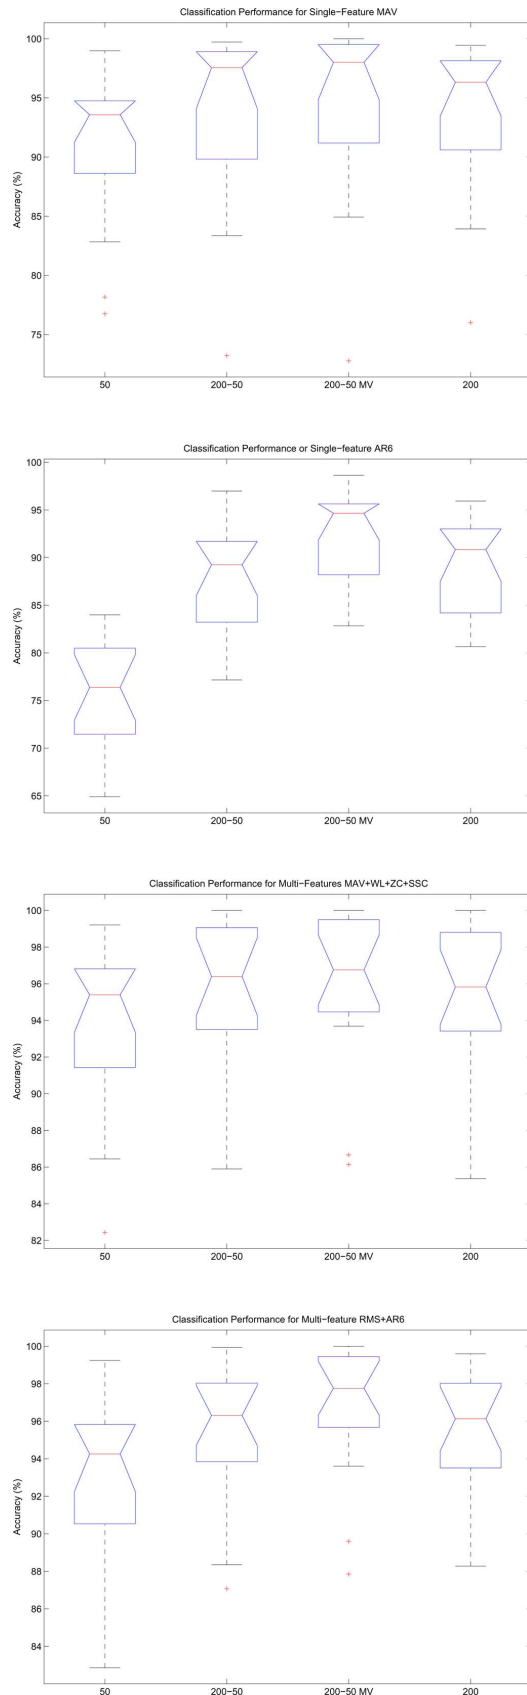 Classification Performance for Single−Feature MAV
100
95
90
85
80
75
Accuracy (%)
50 200−50 200−50 MV 200
Classification Performance or Single−feature AR6
100
95
90
85
80
75
70
65
Accuracy (%)
50 200−50 200−50 MV 200
Classification Performance for Multi−Features MAV+WL+ZC+SSC
100
98
96
94
92
90
88
86
84
82
Accuracy (%)
50 200−50 200−50 MV 200
Classification Performance for Multi−feature RMS+AR6
100
98
96
94
92
90
88
86
84
Accuracy (%)
50 200−50 200−50 MV 200